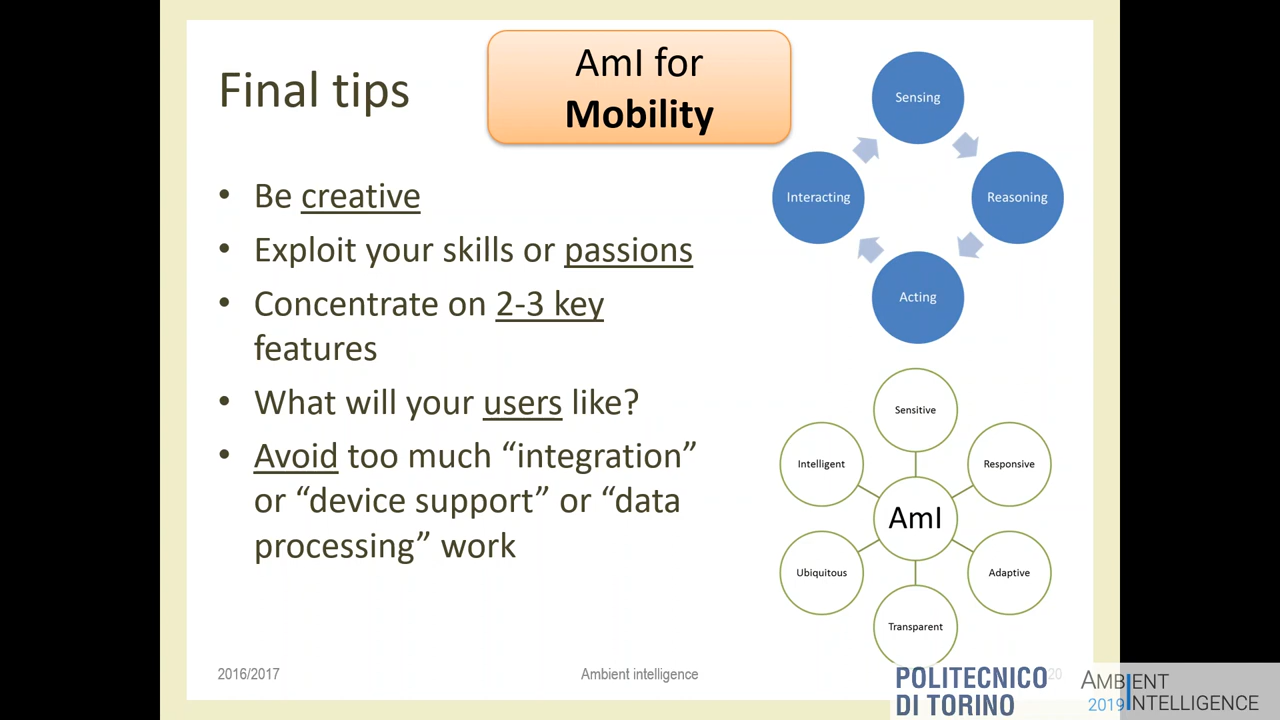 Final tips
AmI for
Mobility
• Be creative
• Exploit your skills or passions
• Concentrate on 2-3 key
features
• What will your users like?
• Avoid too much “integration”
or “device support” or “data
processing” work
Sensing
Reasoning
Acting
Interacting
Sensitive
Responsive
Adaptive
Transparent
Ubiquitous
Intelligent
AmI
2016/2017
Ambient intelligence
20
POLITECNICO
DI TORINO
AMBIENT
2019 INTELLIGENCE